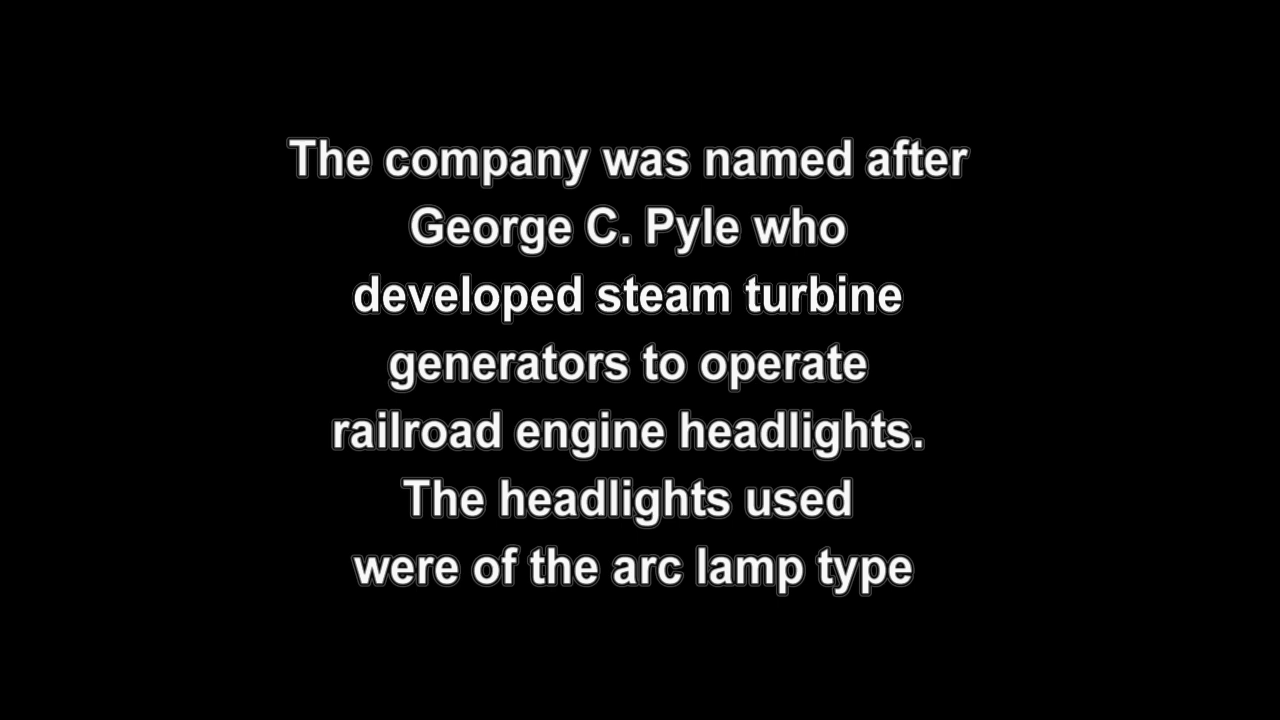 The company was named after
George C. Pyle who
developed steam turbine
generators to operate
railroad engine headlights.
The headlights used
were of the arc lamp type